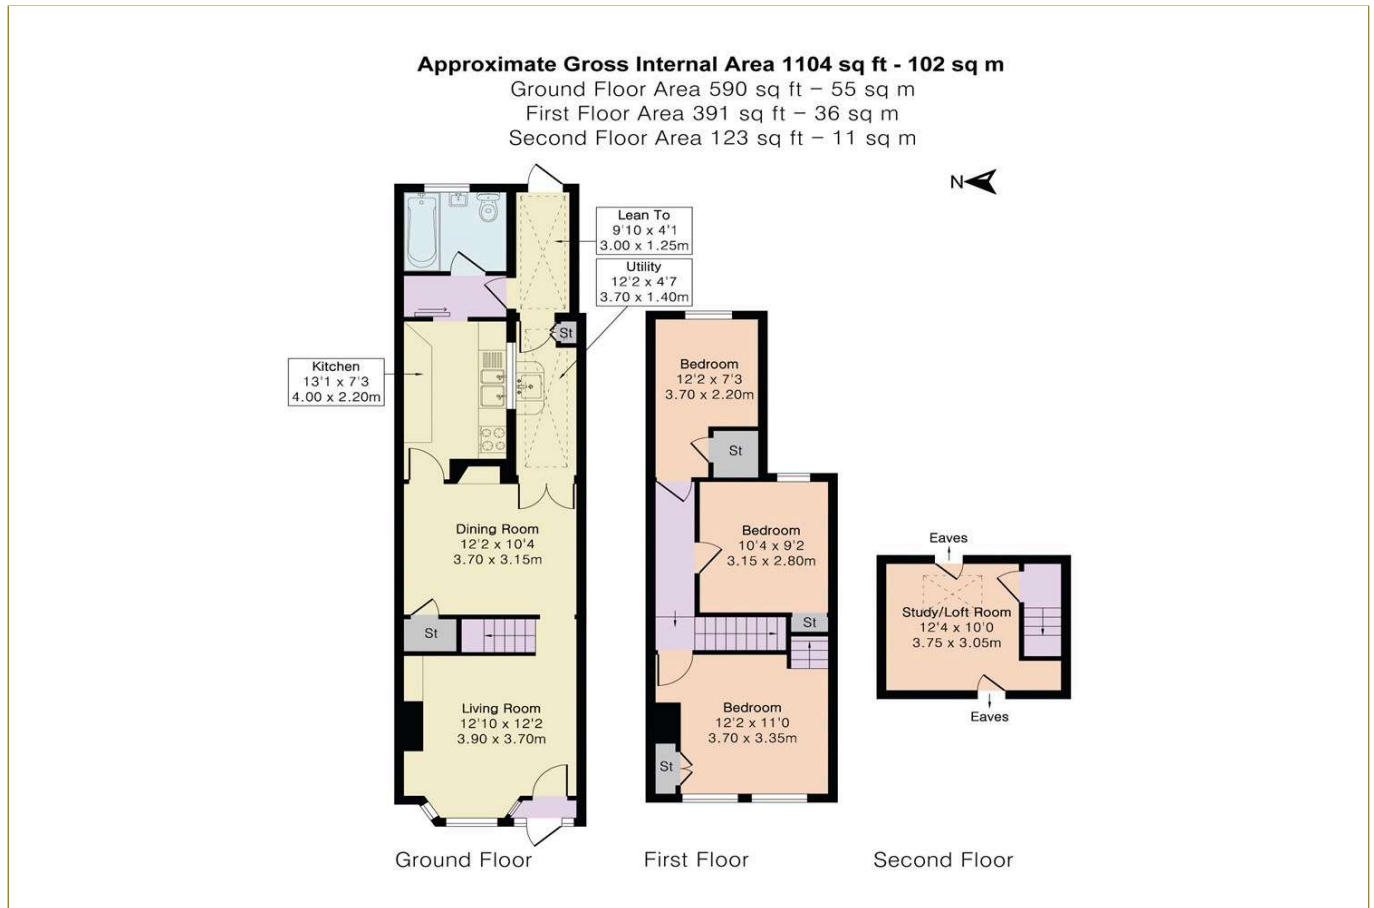 Approximate Gross Internal Area 1104 sq ft - 102 sq m
Ground Floor Area 590 sq ft – 55 sq m
First Floor Area 391 sq ft – 36 sq m
Second Floor Area 123 sq ft – 11 sq m
N
Lean To
9'10 x 4'1
3.00 x 1.25m
Utility
12'2 x 4'7
3.70 x 1.40m
St
Kitchen
13'1 x 7'3
4.00 x 2.20m
Dining Room
12'2 x 10'4
3.70 x 3.15m
St
Living Room
12'10 x 12'2
3.90 x 3.70m
Ground Floor
Bedroom
12'2 x 7'3
3.70 x 2.20m
St
Bedroom
10'4 x 9'2
3.15 x 2.80m
St
Bedroom
12'2 x 11'0
3.70 x 3.35m
St
First Floor
Eaves
Study/Loft Room
12'4 x 10'0
3.75 x 3.05m
Eaves
Second Floor